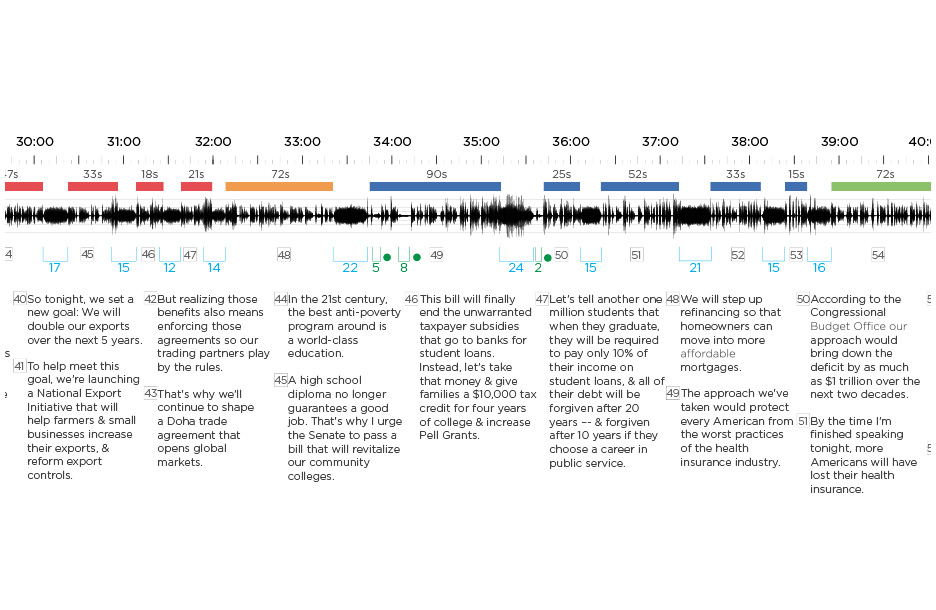 30:00 31:00 32:00 33:00 34:00 35:00 36:00 37:00 38:00 39:00 40:
33s 18s 21s 72s 90s 25s 52s 33s 15s 72s
4 45 46 47 48 49 50 51 52 53 54
17 15 12 14 22 5 8 24 2 15 21 15 16
40 So tonight, we set a
new goal: We will
double our exports
over the next 5 years.
41 To help meet this
goal, we're launching
a National Export
Initiative that will
help farmers & small
businesses increase
their exports, &
reform export
controls.
42 But realizing those
benefits also means
enforcing those
agreements so our
trading partners play
by the rules.
43 That's why we'll
continue to shape
a Doha trade
agreement that
opens global
markets.
44 In the 21st century,
the best anti-poverty
program around is
a world-class
education.
45 A high school
diploma no longer
guarantees a good
job. That's why I urge
the Senate to pass a
bill that will revitalize
our community
colleges.
46 This bill will finally
end the unwarranted
taxpayer subsidies
that go to banks for
student loans.
Instead, let's take
that money & give
families a $10,000 tax
credit for four years
of college & increase
Pell Grants.
47 Let's tell another one
million students that
when they graduate,
they will be required
to pay only 10% of
their income on
student loans, & all of
their debt will be
forgiven after 20
years -- & forgiven
after 10 years if they
choose a career in
public service.
48 We will step up
refinancing so that
homeowners can
move into more
affordable
mortgages.
49 The approach we've
taken would protect
every American from
the worst practices
of the health
insurance industry.
50 According to the
Congressional
Budget Office our
approach would
bring down the
deficit by as much
as $1 trillion over the
next two decades.
51 By the time I'm
finished speaking
tonight, more
Americans will have
lost their health
insurance.